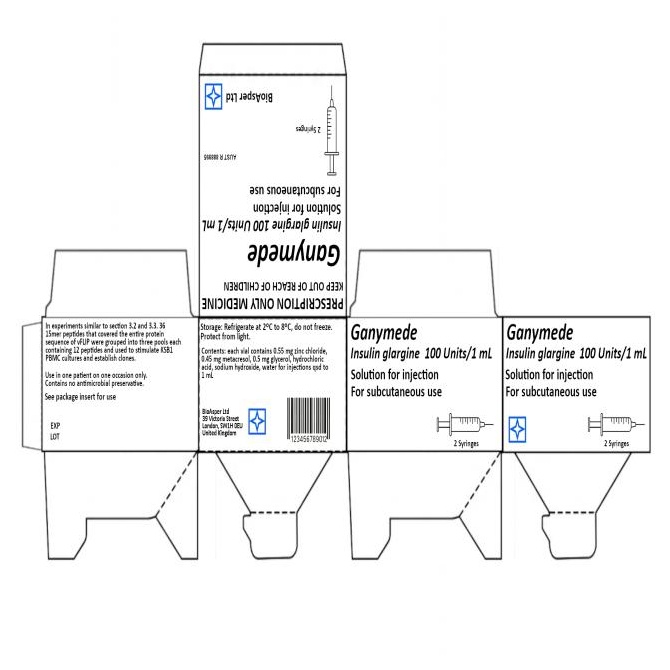 PRESCRIPTION ONLY MEDICINE
KEEP OUT OF REACH OF CHILDREN
Ganymede
Insulin glargine 100 Units/1 mL
Solution for injection
For subcutaneous use
AUST R 888995
2 Syringes
BioAsper Ltd
In experiments similar to section 3.2 and 3.3. 36
15mer peptides that covered the entire protein
sequence of vFLIP were grouped into three pools each
containing 12 peptides and used to stimulate KSB1
PBMC cultures and establish clones.
Use in one patient on one occasion only.
Contains no antimicrobial preservative.
See package insert for use
EXP
LOT
Storage: Refrigerate at 2ºC to 8ºC, do not freeze.
Protect from light.
Contents: each vial contains 0.55 mg zinc chloride,
0.45 mg metacresol, 0.5 mg glycerol, hydrochloric
acid, sodium hydroxide, water for injections qsd to
1 mL
BioAsper Ltd
39 Victoria Street
London, SW1H 0EU
United Kingdom
123456789012
Ganymede
Insulin glargine 100 Units/1 mL
Solution for injection
For subcutaneous use
2 Syringes
Ganymede
Insulin glargine 100 Units/1 mL
Solution for injection
For subcutaneous use
2 Syringes